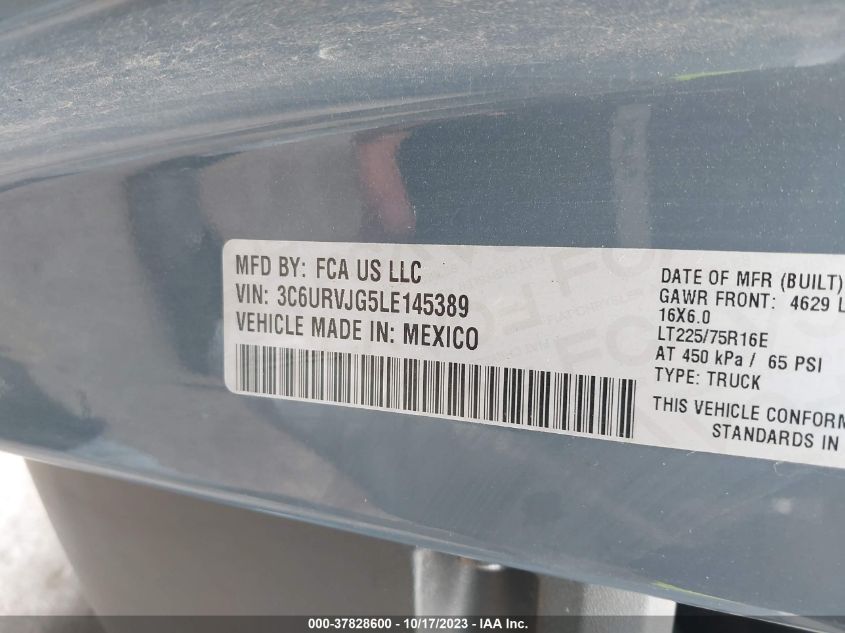 MFD BY: FCA US LLC
VIN: 3C6URVJG5LE145389
VEHICLE MADE IN: MEXICO
DATE OF MFR (BUILT)
GAWR FRONT: 4629 L
16X6.0
LT225/75R16E
AT 450 kPa / 65 PSI
TYPE: TRUCK
THIS VEHICLE CONFORM
STANDARDS IN
000-37828600 - 10/17/2023 - IAA Inc.